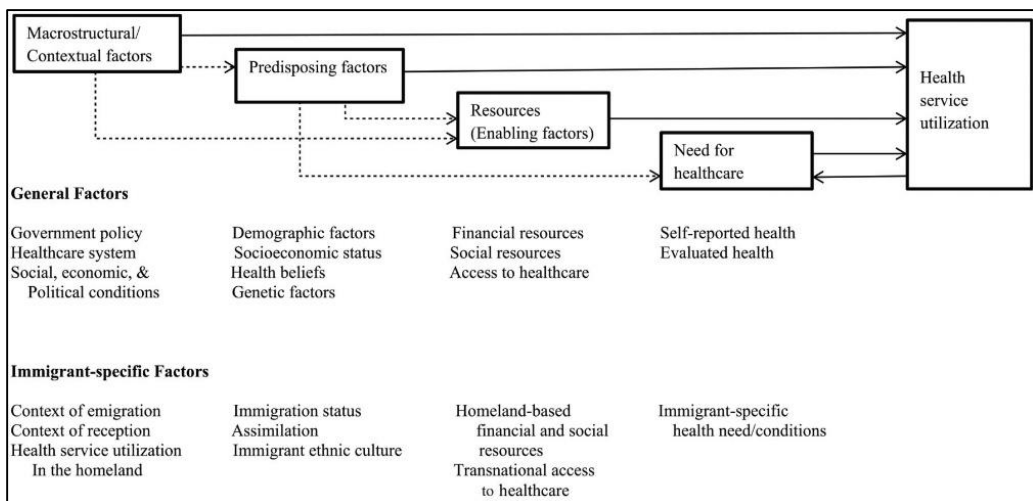 Macrostructural/
Contextual factors
Predisposing factors
Resources
(Enabling factors)
Need for
healthcare
Health
service
utilization
General Factors
Government policy
Healthcare system
Social, economic, &
Political conditions
Demographic factors
Socioeconomic status
Health beliefs
Genetic factors
Financial resources
Social resources
Access to healthcare
Self-reported health
Evaluated health
Immigrant-specific Factors
Context of emigration
Context of reception
Health service utilization
In the homeland
Immigration status
Assimilation
Immigrant ethnic culture
Homeland-based
financial and social
resources
Transnational access
to healthcare
Immigrant-specific
health need/conditions